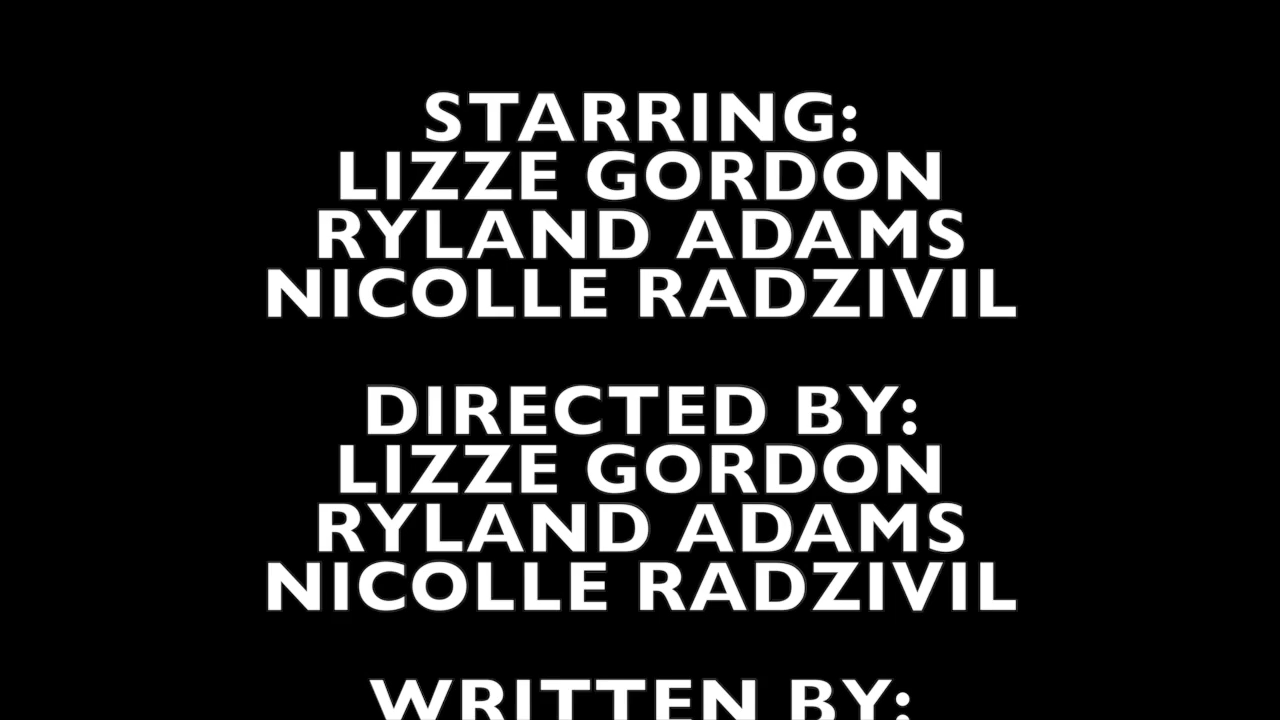 STARRING:
LIZZE GORDON
RYLAND ADAMS
NICOLLE RADZIVIL
DIRECTED BY:
LIZZE GORDON
RYLAND ADAMS
NICOLLE RADZIVIL
WRITTEN BY: